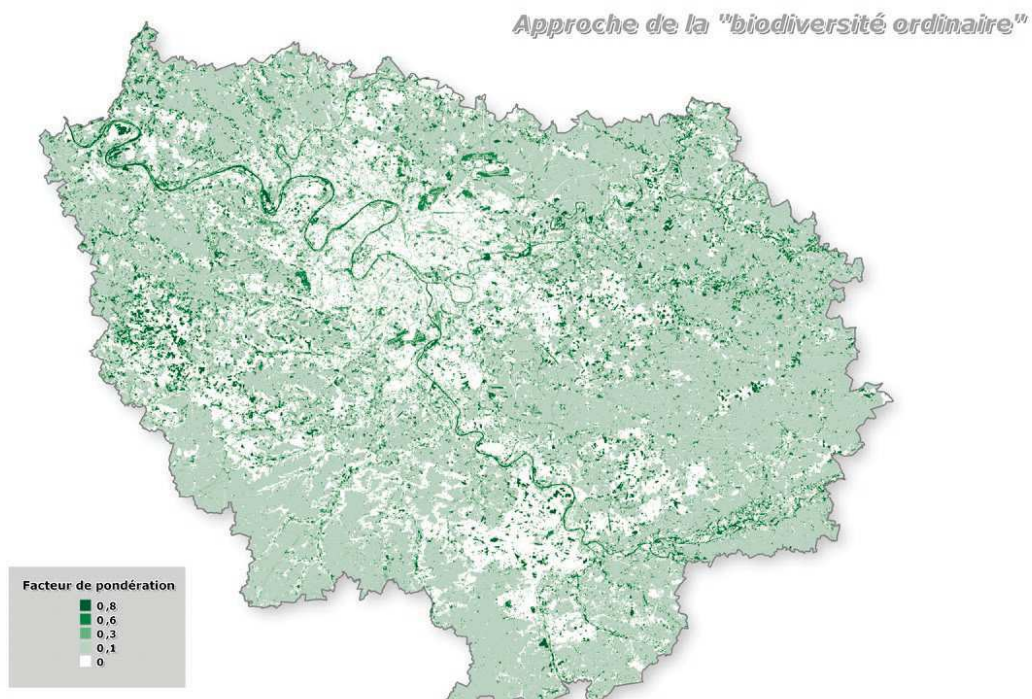 Approche de la "biodiversité ordinaire"
Facteur de pondération
0,8
0,6
0,3
0,1
0